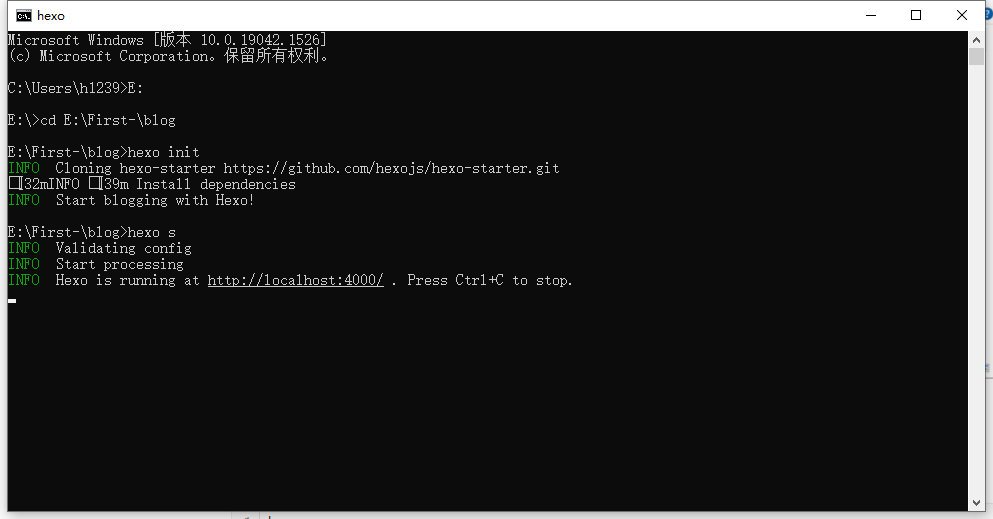 hexo
Microsoft Windows [版本 10.0.19042.1526]
(c) Microsoft Corporation。保留所有权利。
C:\Users\h1239>E:
E:\>cd E:\First-\blog
E:\First-\blog>hexo init
INFO  Cloning hexo-starter https://github.com/hexojs/hexo-starter.git
[32mINFO [39m Install dependencies
INFO  Start blogging with Hexo!
E:\First-\blog>hexo s
INFO  Validating config
INFO  Start processing
INFO  Hexo is running at http://localhost:4000/ . Press Ctrl+C to stop.